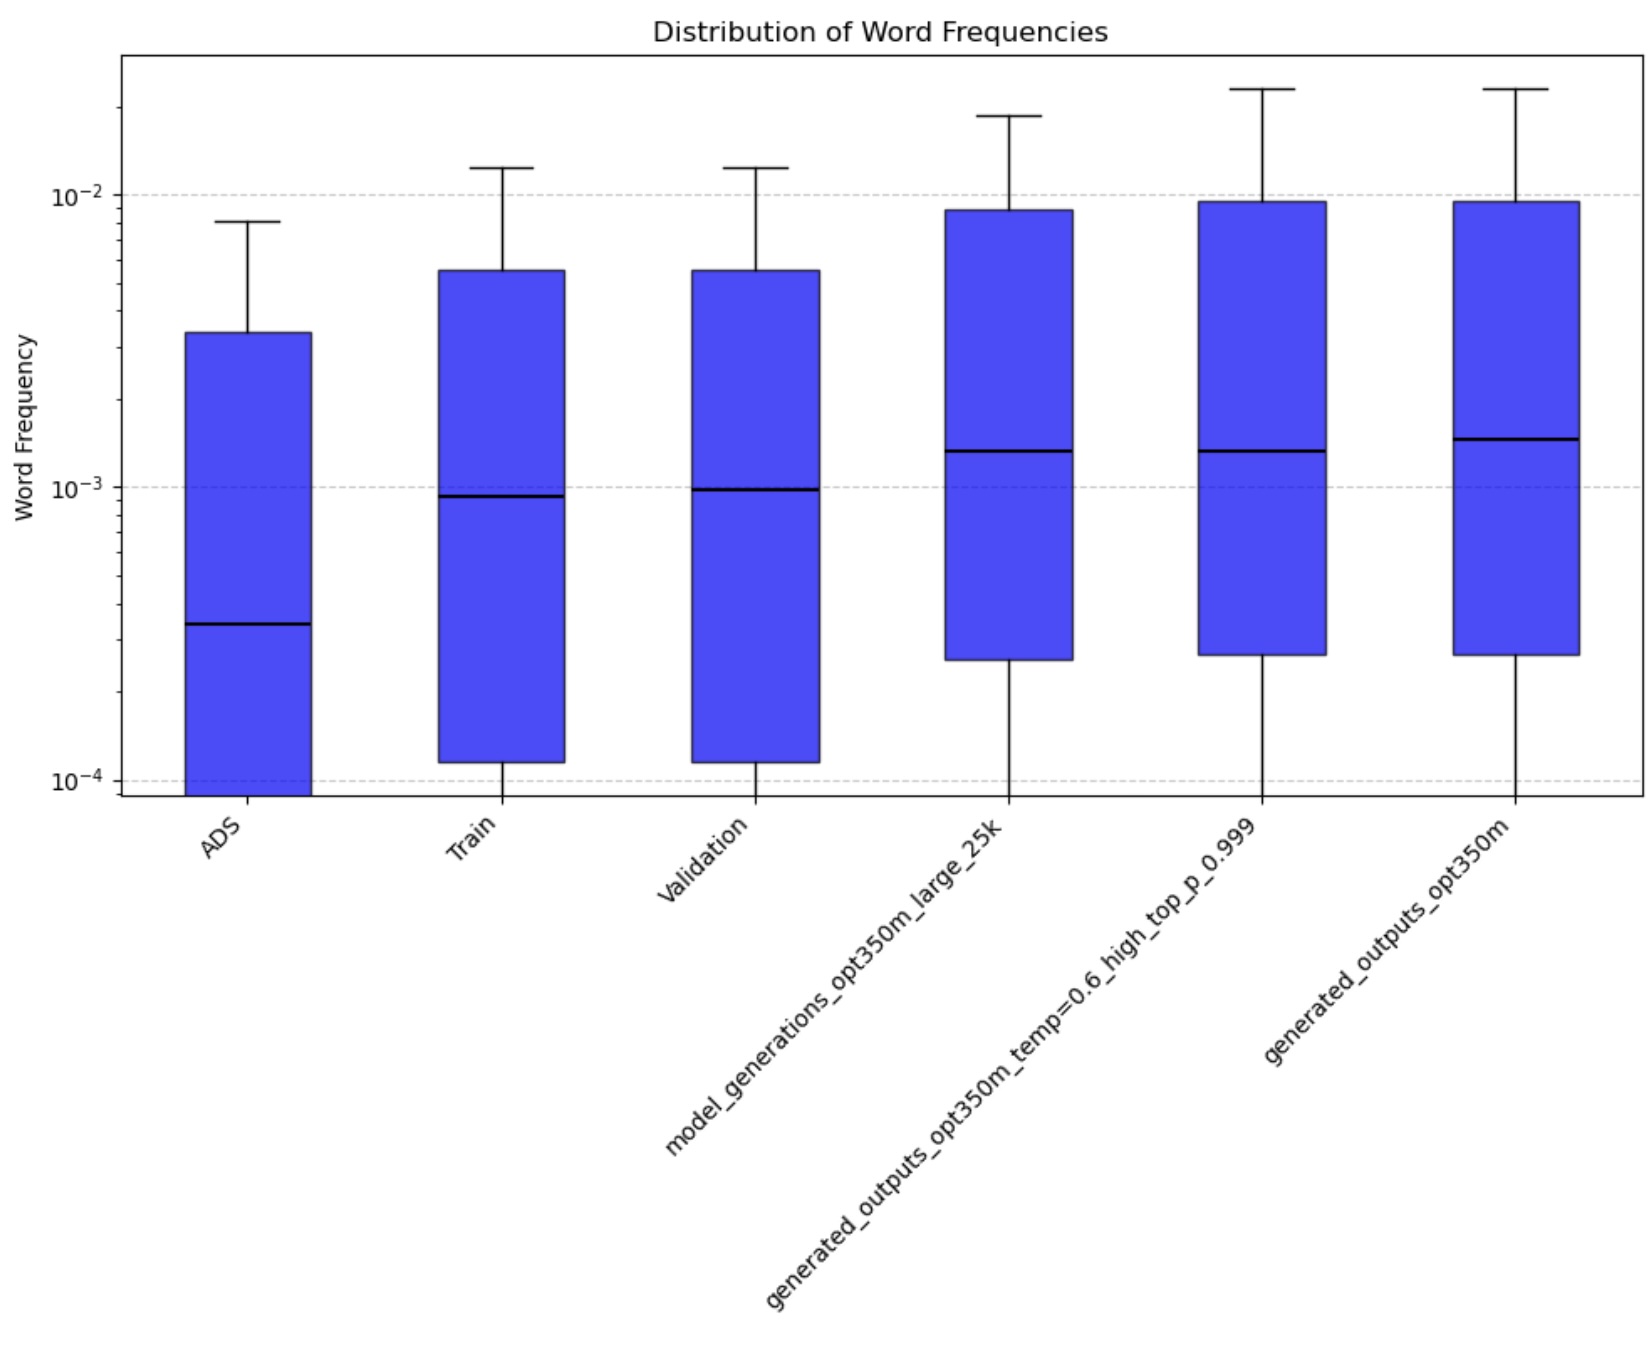 Distribution of Word Frequencies
Word Frequency
10⁻²
10⁻³
10⁻⁴
ADS
Train
Validation
model_generations_opt350m_large_25k
generated_outputs_opt350m_temp=0.6_high_top_p_0.999
generated_outputs_opt350m